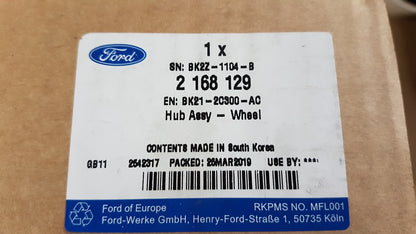 Ford
1 x
SN: BK2Z-1104-B
2 168 129
EN: BK21-2C300-AC
Hub Assy - Wheel
CONTENTS MADE IN South Korea
GB11 2542317 PACKED: 25MAR2019 USE BY: ****
Ford of Europe RKPMS NO. MFL001
Ford-Werke GmbH, Henry-Ford-Straße 1, 50735 Köln